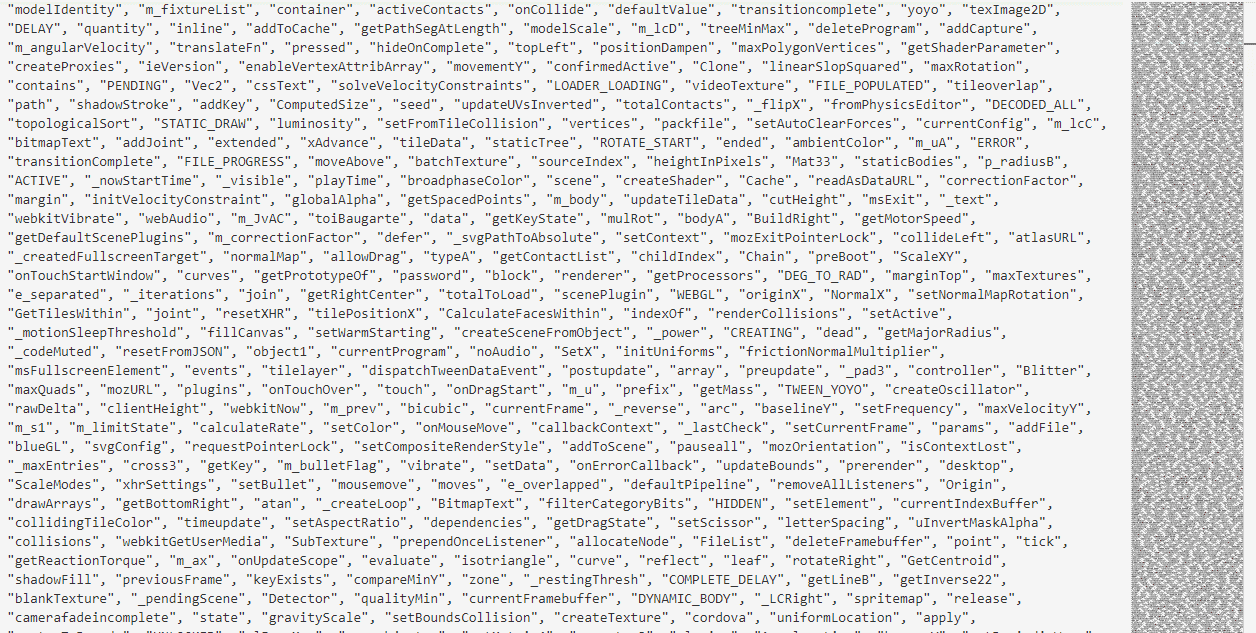 "modelIdentity", "m_fixtureList", "container", "activeContacts", "onCollide", "defaultValue", "transitioncomplete", "yoyo", "texImage2D",
"DELAY", "quantity", "inline", "addToCache", "getPathSegAtLength", "modelScale", "m_lcD", "treeMinMax", "deleteProgram", "addCapture",
"m_angularVelocity", "translateFn", "pressed", "hideOnComplete", "topLeft", "positionDampen", "maxPolygonVertices", "getShaderParameter",
"createProxies", "ieVersion", "enableVertexAttribArray", "movementY", "confirmedActive", "Clone", "linearSlopSquared", "maxRotation",
"contains", "PENDING", "Vec2", "cssText", "solveVelocityConstraints", "LOADER_LOADING", "videoTexture", "FILE_POPULATED", "tileoverlap",
"path", "shadowStroke", "addKey", "ComputedSize", "seed", "updateUVsInverted", "totalContacts", "_flipX", "fromPhysicsEditor", "DECODED_ALL",
"topologicalSort", "STATIC_DRAW", "luminosity", "setFromTileCollision", "vertices", "packfile", "setAutoClearForces", "currentConfig", "m_lcC",
"bitmapText", "addJoint", "extended", "xAdvance", "tileData", "staticTree", "ROTATE_START", "ended", "ambientColor", "m_uA", "ERROR",
"transitionComplete", "FILE_PROGRESS", "moveAbove", "batchTexture", "sourceIndex", "heightInPixels", "Mat33", "staticBodies", "p_radiusB",
"ACTIVE", "_nowStartTime", "_visible", "playTime", "broadphaseColor", "scene", "createShader", "Cache", "readAsDataURL", "correctionFactor",
"margin", "initVelocityConstraint", "globalAlpha", "getSpacedPoints", "m_body", "updateTileData", "cutHeight", "msExit", "_text",
"webkitVibrate", "webAudio", "m_JvAC", "toiBaugarte", "data", "getKeyState", "mulRot", "bodyA", "BuildRight", "getMotorSpeed",
"getDefaultScenePlugins", "m_correctionFactor", "defer", "_svgPathToAbsolute", "setContext", "mozExitPointerLock", "collideLeft", "atlasURL",
"_createdFullscreenTarget", "normalMap", "allowDrag", "typeA", "getContactList", "childIndex", "Chain", "preBoot", "ScaleXY",
"onTouchStartWindow", "curves", "getPrototypeOf", "password", "block", "renderer", "getProcessors", "DEG_TO_RAD", "marginTop", "maxTextures",
"e_separated", "_iterations", "join", "getRightCenter", "totalToLoad", "scenePlugin", "WEBGL", "originX", "NormalX", "setNormalMapRotation",
"GetTilesWithin", "joint", "resetXHR", "tilePositionX", "CalculateFacesWithin", "indexOf", "renderCollisions", "setActive",
"_motionSleepThreshold", "fillCanvas", "setWarmStarting", "createSceneFromObject", "_power", "CREATING", "dead", "getMajorRadius",
"_codeMuted", "resetFromJSON", "object1", "currentProgram", "noAudio", "SetX", "initUniforms", "frictionNormalMultiplier",
"msFullscreenElement", "events", "tilelayer", "dispatchTweenDataEvent", "postupdate", "array", "preupdate", "_pad3", "controller", "Blitter",
"maxQuads", "mozURL", "plugins", "onTouchOver", "touch", "onDragStart", "m_u", "prefix", "getMass", "TWEEN_YOYO", "createOscillator",
"rawDelta", "clientHeight", "webkitNow", "m_prev", "bicubic", "currentFrame", "_reverse", "arc", "baselineY", "setFrequency", "maxVelocityY",
"m_s1", "m_limitState", "calculateRate", "setColor", "onMouseMove", "callbackContext", "_lastCheck", "setCurrentFrame", "params", "addFile",
"blueGL", "svgConfig", "requestPointerLock", "setCompositeRenderStyle", "addToScene", "pauseall", "mozOrientation", "isContextLost",
"_maxEntries", "cross3", "getKey", "m_bulletFlag", "vibrate", "setData", "onErrorCallback", "updateBounds", "prerender", "desktop",
"ScaleModes", "xhrSettings", "setBullet", "mousemove", "moves", "e_overlapped", "defaultPipeline", "removeAllListeners", "Origin",
"drawArrays", "getBottomRight", "atan", "_createLoop", "BitmapText", "filterCategoryBits", "HIDDEN", "setElement", "currentIndexBuffer",
"collidingTileColor", "timeupdate", "setAspectRatio", "dependencies", "getDragState", "setScissor", "letterSpacing", "uInvertMaskAlpha",
"collisions", "webkitGetUserMedia", "SubTexture", "prependOnceListener", "allocateNode", "FileList", "deleteFramebuffer", "point", "tick",
"getReactionTorque", "m_ax", "onUpdateScope", "evaluate", "isotriangle", "curve", "reflect", "leaf", "rotateRight", "GetCentroid",
"shadowFill", "previousFrame", "keyExists", "compareMinY", "zone", "_restingThresh", "COMPLETE_DELAY", "getLineB", "getInverse22",
"blankTexture", "_pendingScene", "Detector", "qualityMin", "currentFramebuffer", "DYNAMIC_BODY", "_LCRight", "spritemap", "release",
"camerafadeincomplete", "state", "gravityScale", "setBoundsCollision", "createTexture", "cordova", "uniformLocation", "apply",